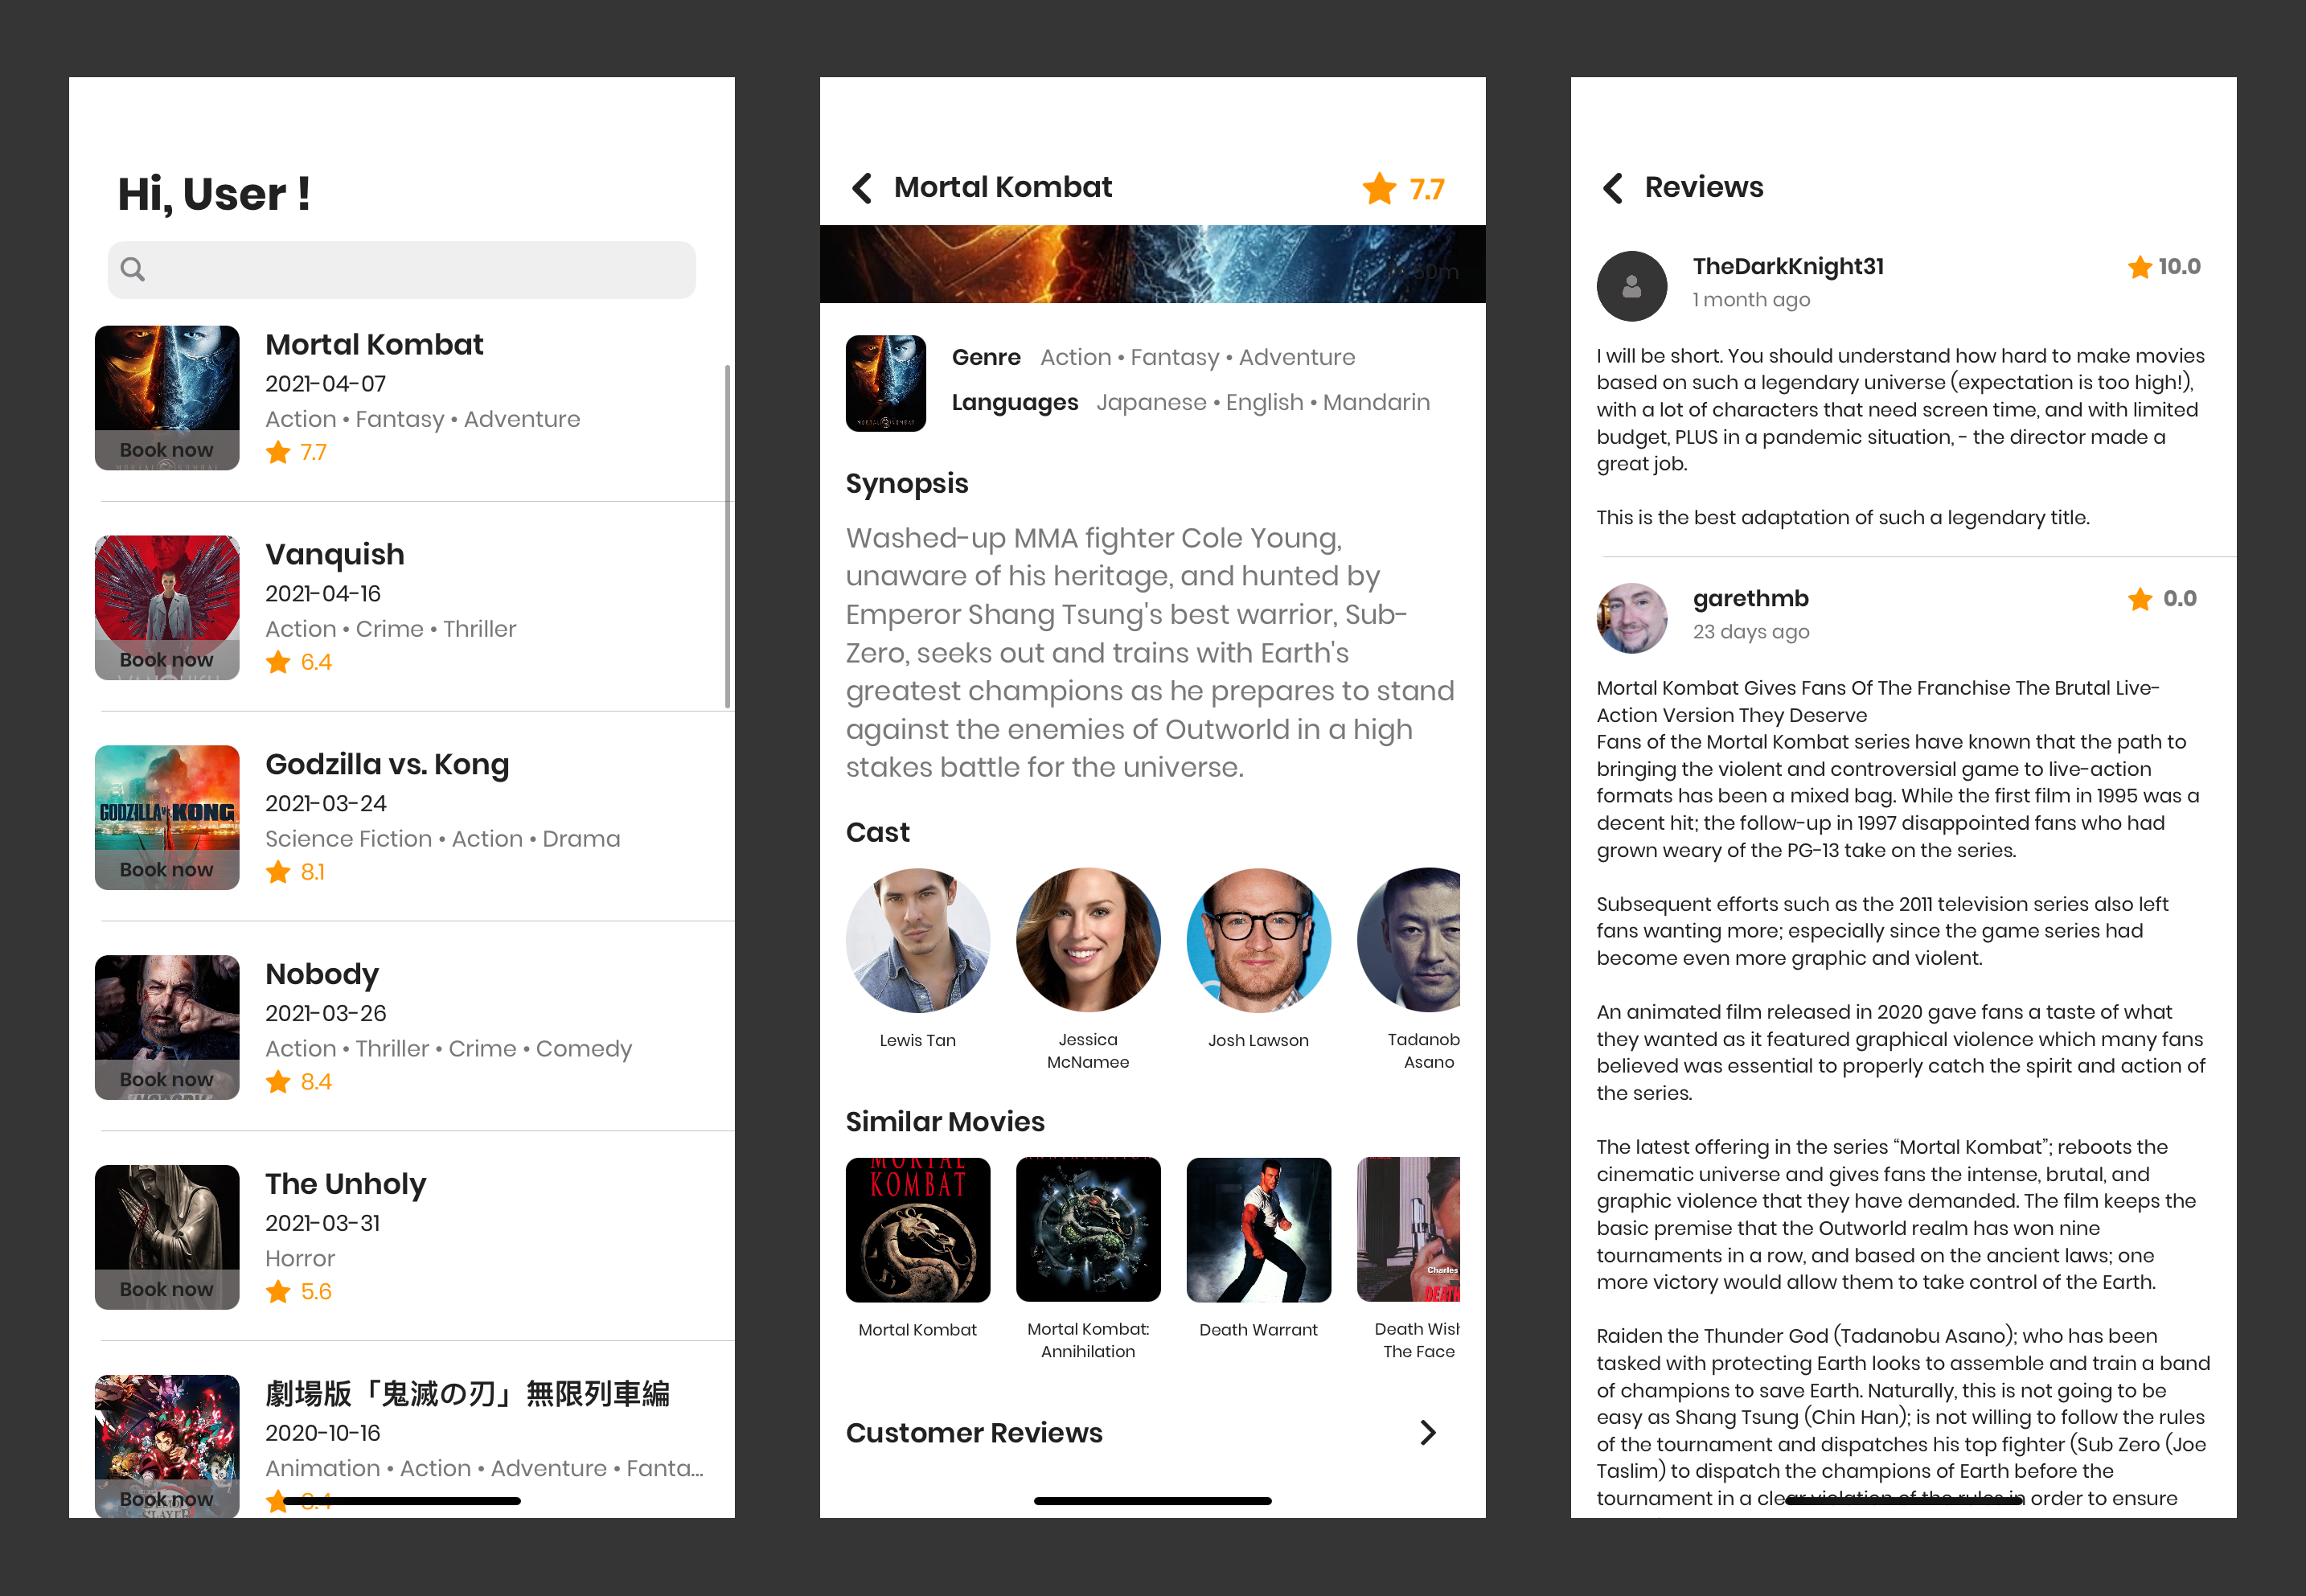 Hi, User !
Mortal Kombat
2021-04-07
Action • Fantasy • Adventure
Book now
7.7
Vanquish
2021-04-16
Action • Crime • Thriller
Book now
6.4
Godzilla vs. Kong
2021-03-24
Science Fiction • Action • Drama
GODZILLA vs KONG
Book now
8.1
Nobody
2021-03-26
Action • Thriller • Crime • Comedy
Book now
8.4
The Unholy
2021-03-31
Horror
Book now
5.6
劇場版「鬼滅の刃」無限列車編
2020-10-16
Animation • Action • Adventure • Fanta...
Book now
8.4
Mortal Kombat
7.7
Genre Action • Fantasy • Adventure
Languages Japanese • English • Mandarin
MORTAL KOMBAT
Synopsis
Washed-up MMA fighter Cole Young,
unaware of his heritage, and hunted by
Emperor Shang Tsung's best warrior, Sub-
Zero, seeks out and trains with Earth's
greatest champions as he prepares to stand
against the enemies of Outworld in a high
stakes battle for the universe.
Cast
Lewis Tan
Jessica
McNamee
Josh Lawson
Tadanob
Asano
Similar Movies
MORTAL
KOMBAT
Charles
DEATH
Mortal Kombat
Mortal Kombat:
Annihilation
Death Warrant
Death Wish
The Face
Customer Reviews
Reviews
TheDarkKnight31
10.0
1 month ago
I will be short. You should understand how hard to make movies
based on such a legendary universe (expectation is too high!),
with a lot of characters that need screen time, and with limited
budget, PLUS in a pandemic situation, - the director made a
great job.
This is the best adaptation of such a legendary title.
garethmb
0.0
23 days ago
Mortal Kombat Gives Fans Of The Franchise The Brutal Live-
Action Version They Deserve
Fans of the Mortal Kombat series have known that the path to
bringing the violent and controversial game to live-action
formats has been a mixed bag. While the first film in 1995 was a
decent hit; the follow-up in 1997 disappointed fans who had
grown weary of the PG-13 take on the series.
Subsequent efforts such as the 2011 television series also left
fans wanting more; especially since the game series had
become even more graphic and violent.
An animated film released in 2020 gave fans a taste of what
they wanted as it featured graphical violence which many fans
believed was essential to properly catch the spirit and action of
the series.
The latest offering in the series “Mortal Kombat”; reboots the
cinematic universe and gives fans the intense, brutal, and
graphic violence that they have demanded. The film keeps the
basic premise that the Outworld realm has won nine
tournaments in a row, and based on the ancient laws; one
more victory would allow them to take control of the Earth.
Raiden the Thunder God (Tadanobu Asano); who has been
tasked with protecting Earth looks to assemble and train a band
of champions to save Earth. Naturally, this is not going to be
easy as Shang Tsung (Chin Han); is not willing to follow the rules
of the tournament and dispatches his top fighter (Sub Zero (Joe
Taslim) to dispatch the champions of Earth before the
tournament in a clear violation of the rules in order to ensure